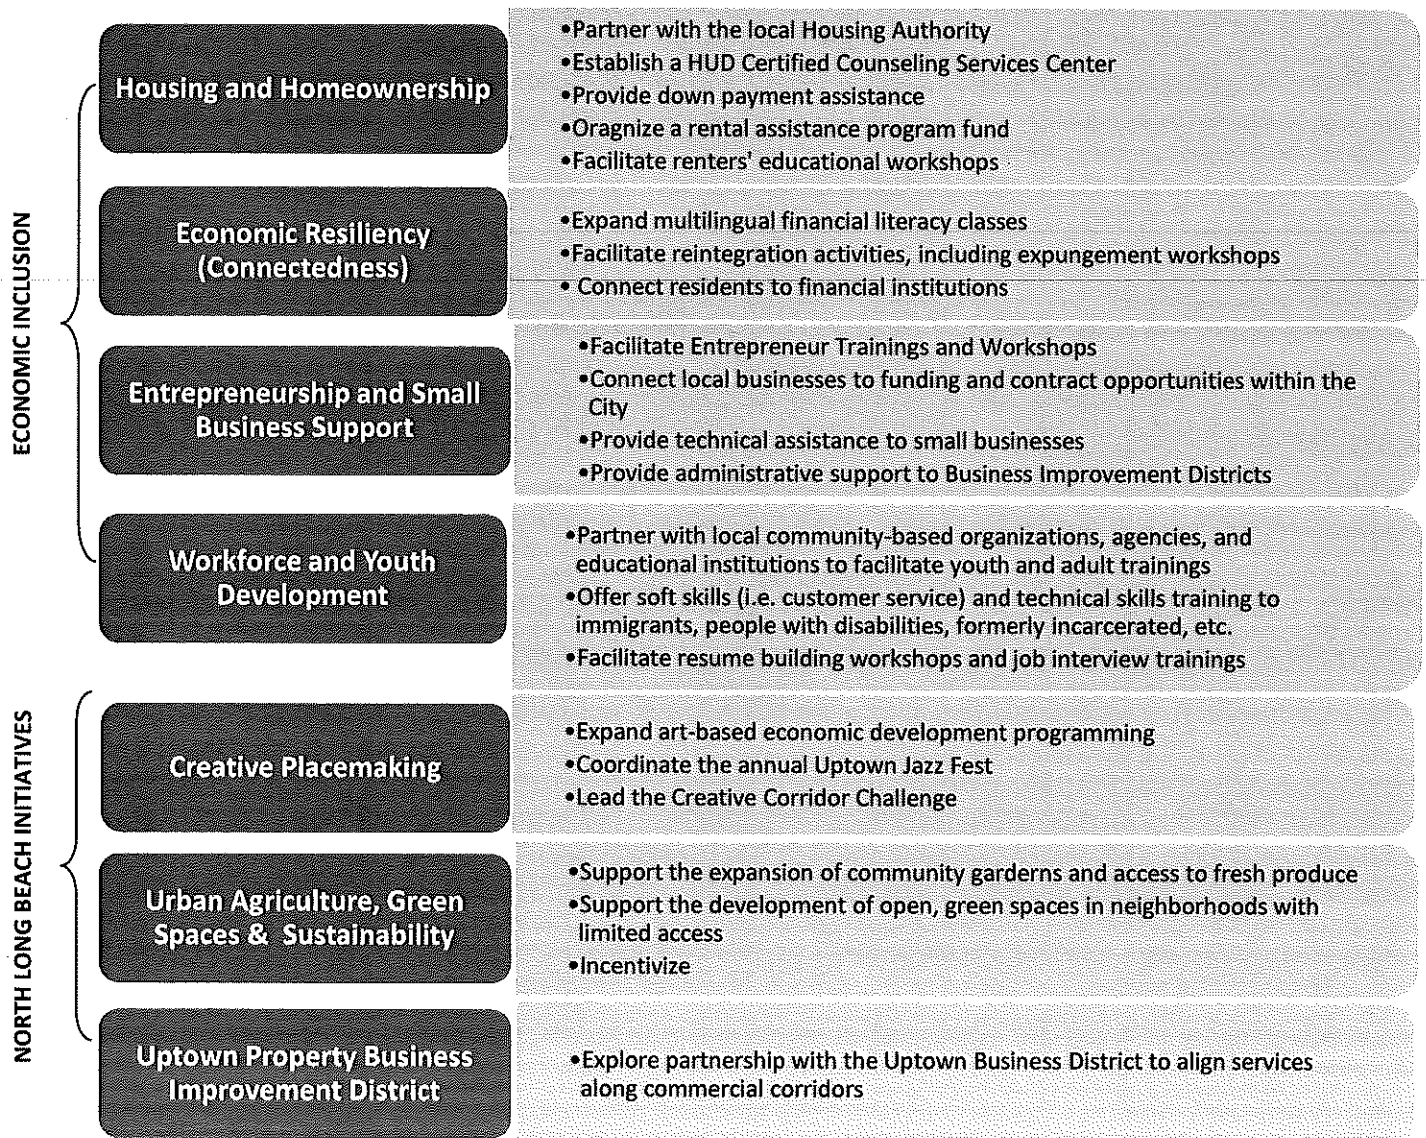 ECONOMIC INCLUSION
Housing and Homeownership
•Partner with the local Housing Authority
•Establish a HUD Certified Counseling Services Center
•Provide down payment assistance
•Oragnize a rental assistance program fund
•Facilitate renters' educational workshops
Economic Resiliency
(Connectedness)
•Expand multilingual financial literacy classes
•Facilitate reintegration activities, including expungement workshops
• Connect residents to financial institutions
Entrepreneurship and Small
Business Support
•Facilitate Entrepreneur Trainings and Workshops
•Connect local businesses to funding and contract opportunities within the
City
•Provide technical assistance to small businesses
•Provide administrative support to Business Improvement Districts
Workforce and Youth
Development
•Partner with local community-based organizations, agencies, and
educational institutions to facilitate youth and adult trainings
•Offer soft skills (i.e. customer service) and technical skills training to
immigrants, people with disabilities, formerly incarcerated, etc.
•Facilitate resume building workshops and job interview trainings
NORTH LONG BEACH INITIATIVES
Creative Placemaking
•Expand art-based economic development programming
•Coordinate the annual Uptown Jazz Fest
•Lead the Creative Corridor Challenge
Urban Agriculture, Green
Spaces & Sustainability
•Support the expansion of community garderns and access to fresh produce
•Support the development of open, green spaces in neighborhoods with
limited access
•Incentivize
Uptown Property Business
Improvement District
•Explore partnership with the Uptown Business District to align services
along commercial corridors